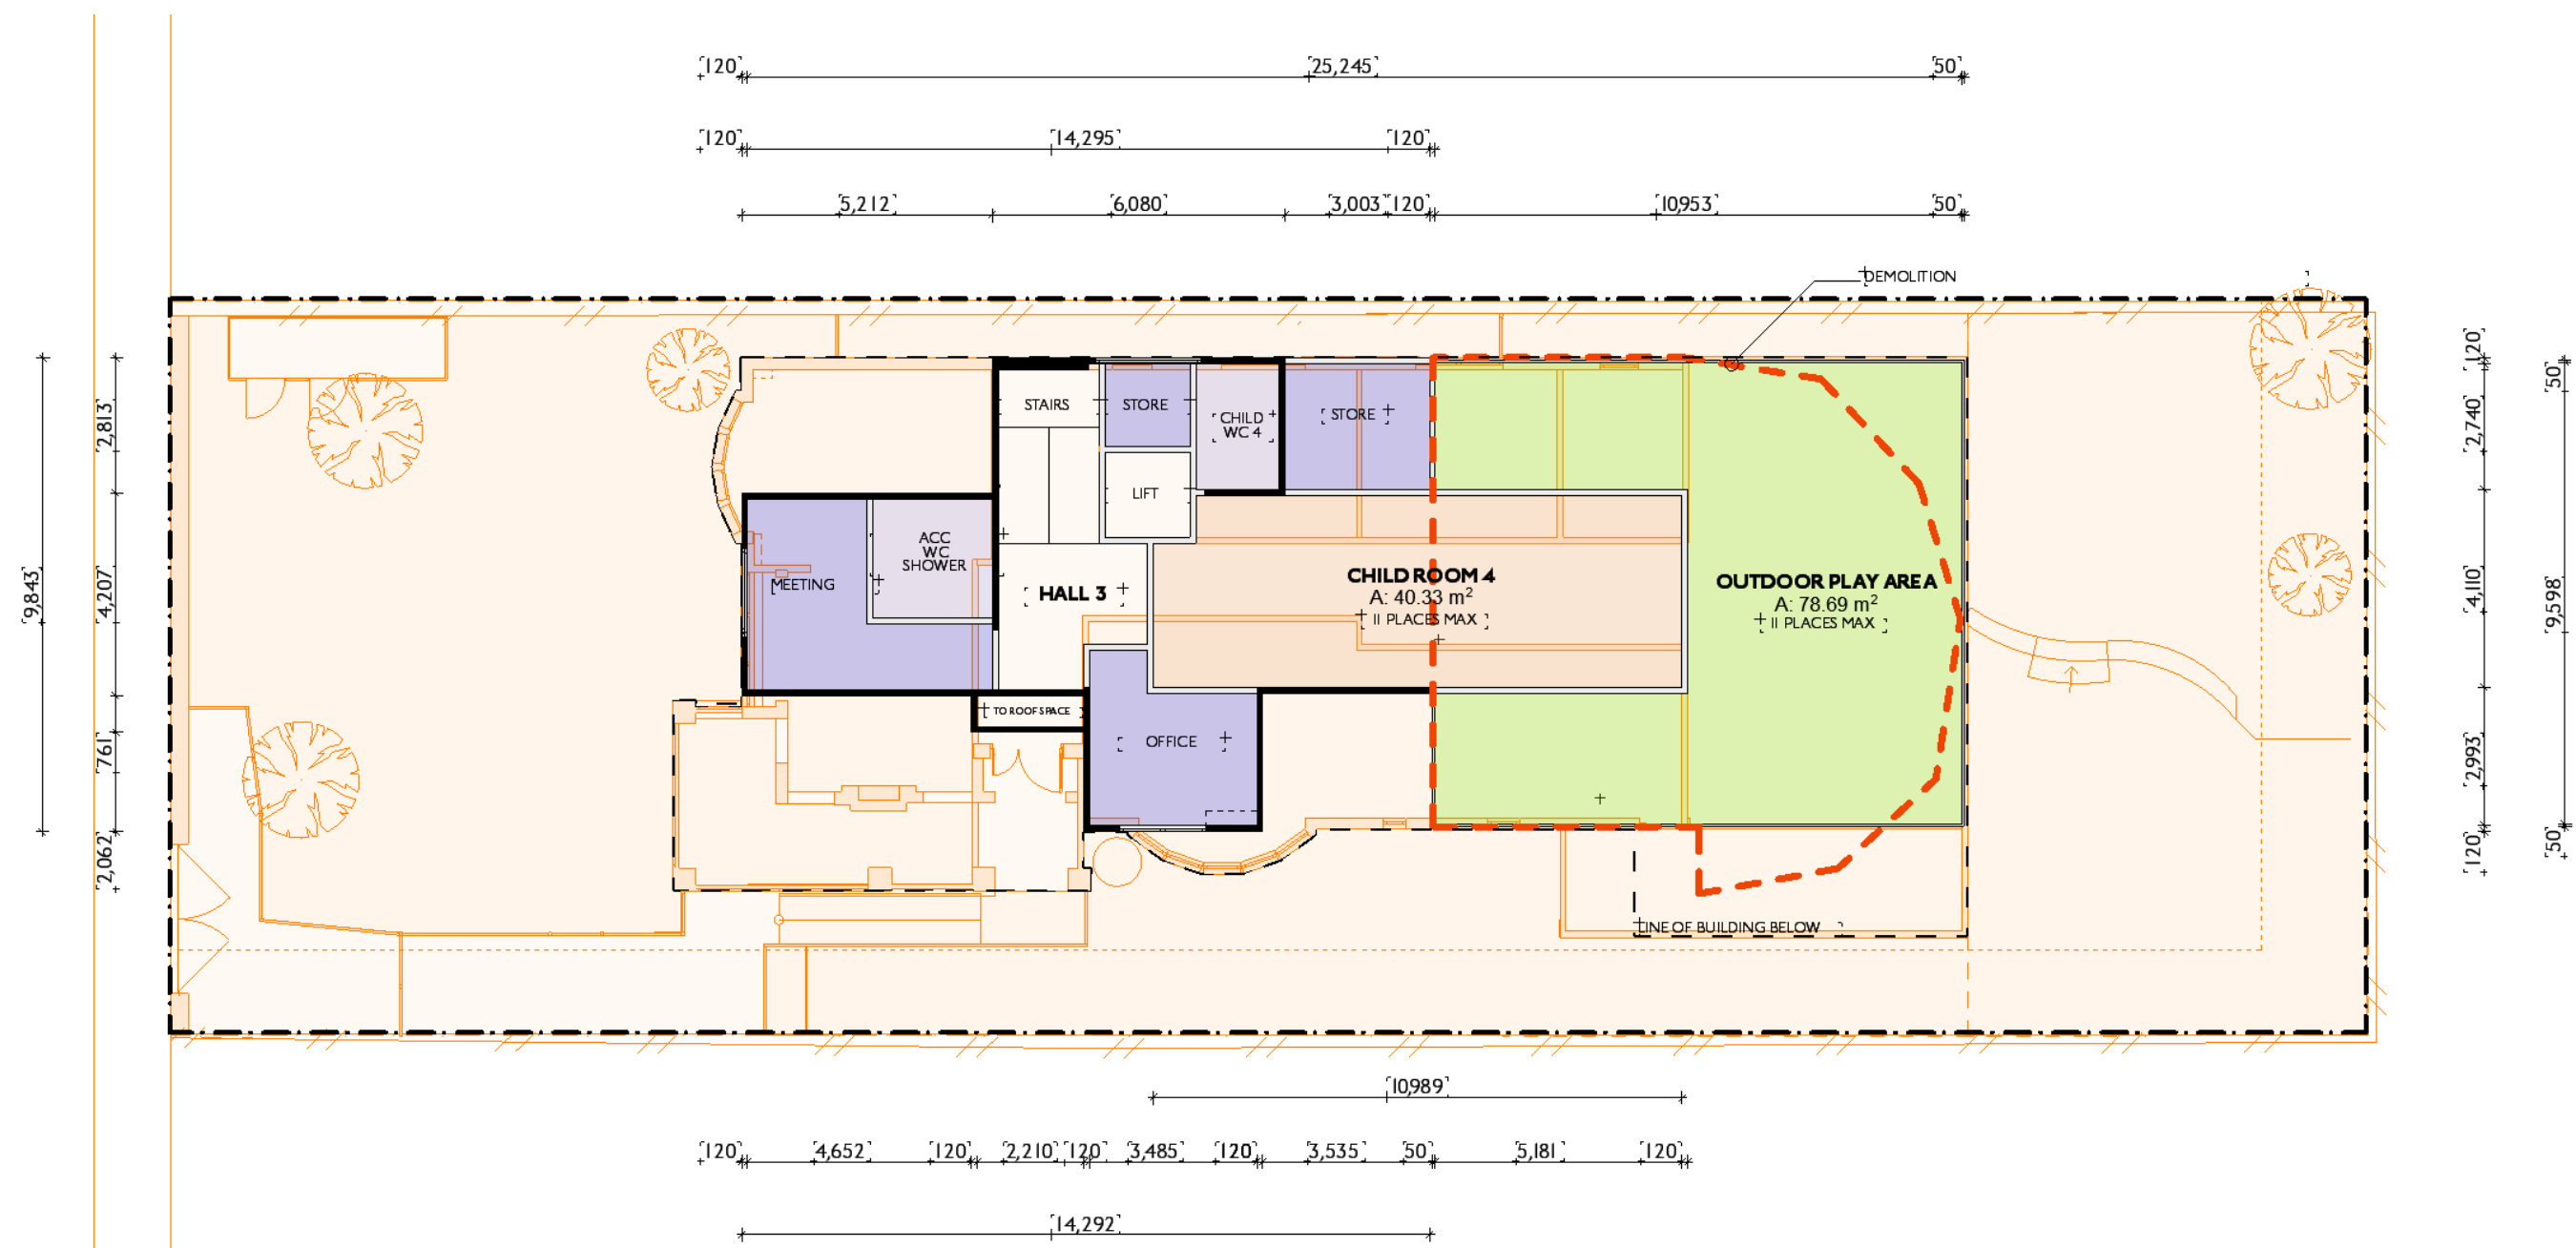 120 25,245 50
120 14,295 120
5,212 6,080 3,003 120 10953 50
DEMOLITION
STAIRS
STORE
CHILD
WC 4
STORE
LIFT
ACC
WC
SHOWER
MEETING
HALL 3
CHILD ROOM 4
A: 40.33 m²
11 PLACES MAX
OUTDOOR PLAY AREA
A: 78.69 m²
11 PLACES MAX
TO ROOF SPACE
OFFICE
LINE OF BUILDING BELOW
9,843
2,813
4,207
761
2,062
120
2,740
4,110
2,993
120
50
9,598
50
10,989
120 4,652 120 2,210 120 3,485 120 3,535 50 5,181 120
14,292